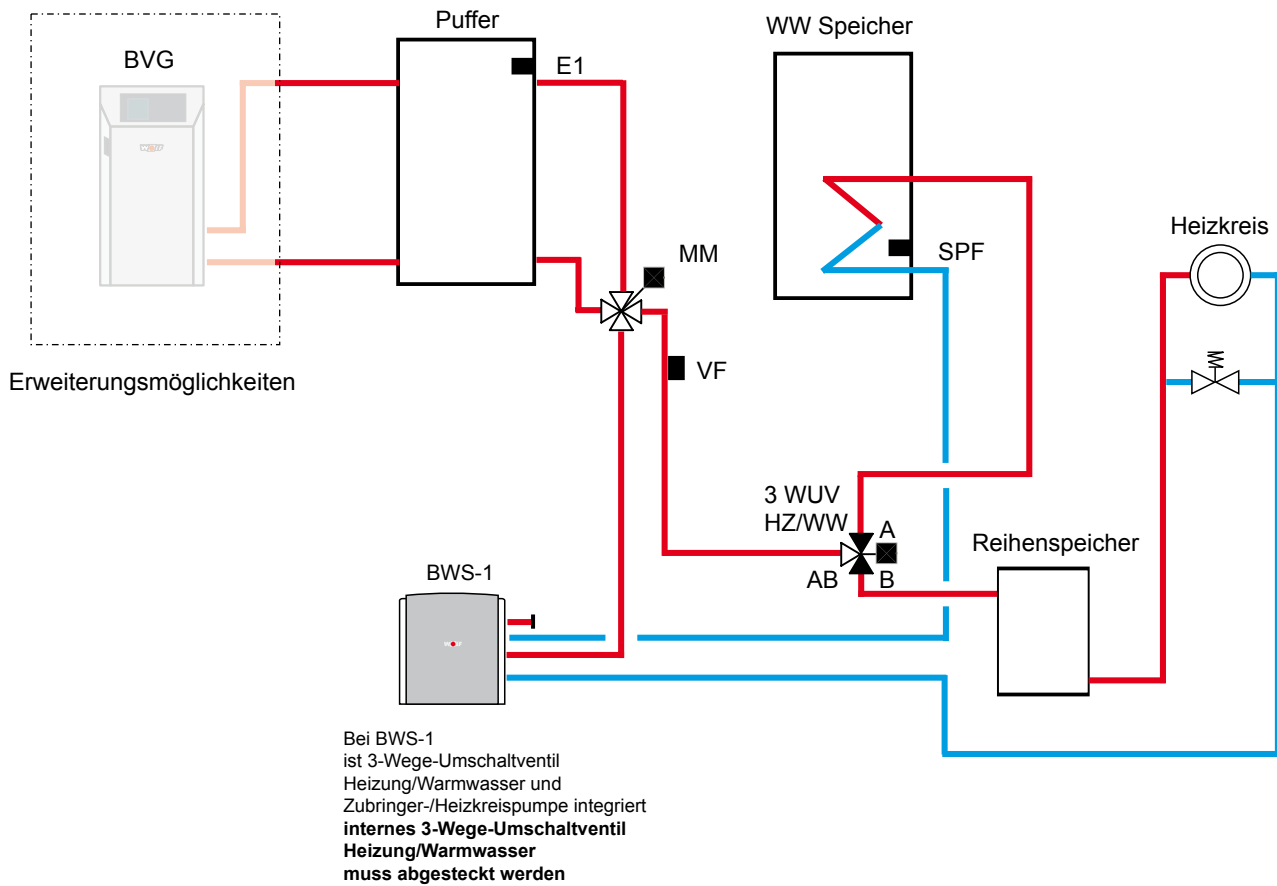 Puffer
WW Speicher
BVG
E1
MM
SPF
Heizkreis
VF
Erweiterungsmöglichkeiten
3 WUV
HZ/WW
A
AB
B
Reihenspeicher
BWS-1
Bei BWS-1
ist 3-Wege-Umschaltventil
Heizung/Warmwasser und
Zubringer-/Heizkreispumpe integriert
internes 3-Wege-Umschaltventil
Heizung/Warmwasser
muss abgesteckt werden